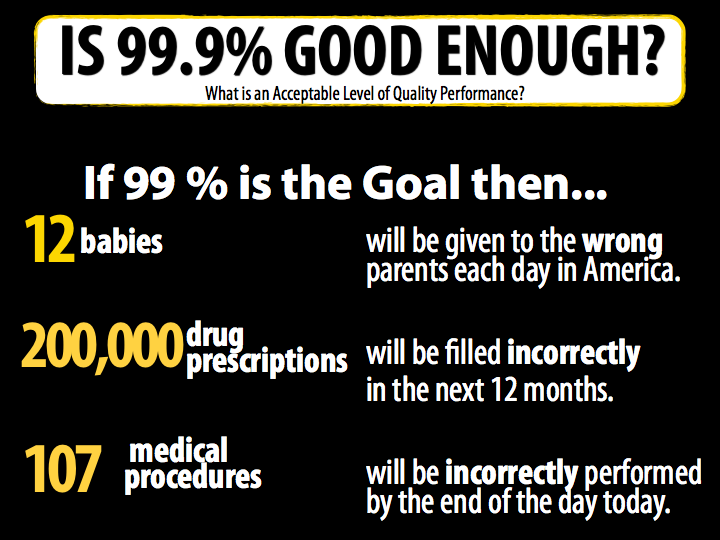 IS 99.9% GOOD ENOUGH?
What is an Acceptable Level of Quality Performance?
If 99 % is the Goal then...
12 babies
will be given to the wrong
parents each day in America.
200,000 drug
prescriptions
will be filled incorrectly
in the next 12 months.
107 medical
procedures
will be incorrectly performed
by the end of the day today.